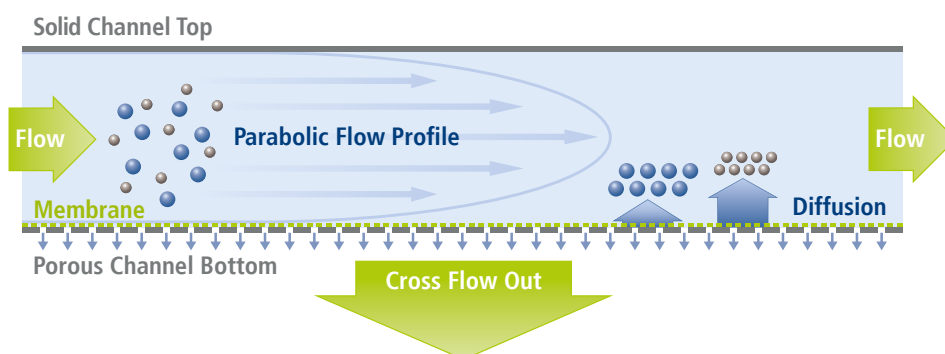 Solid Channel Top
Flow
Parabolic Flow Profile
Flow
Membrane
Diffusion
Porous Channel Bottom
Cross Flow Out